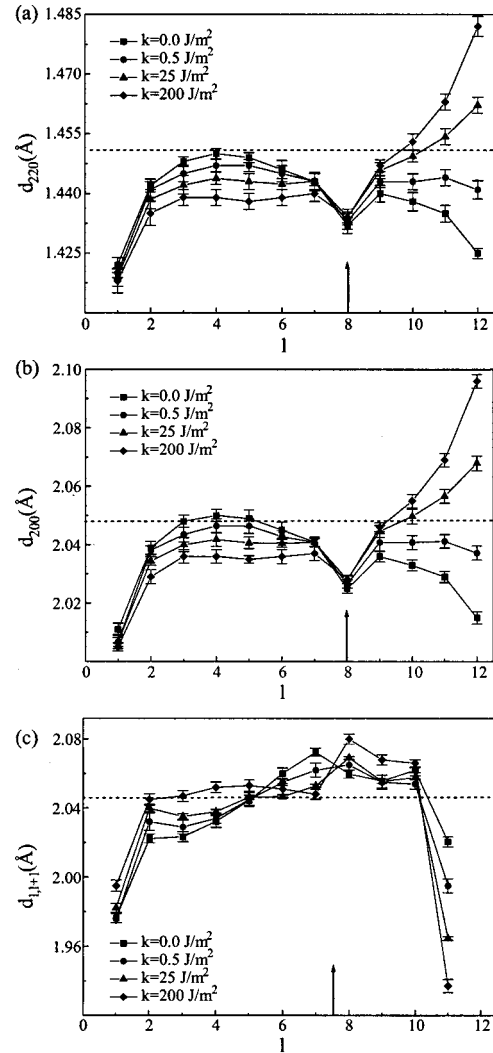 (a)
1.485
1.470
1.455
1.440
1.425
d220(Å)
k=0.0 J/m²
k=0.5 J/m²
k=25 J/m²
k=200 J/m²
0 2 4 6 8 10 12
l
(b)
2.10
2.08
2.06
2.04
2.02
d200(Å)
k=0.0 J/m²
k=0.5 J/m²
k=25 J/m²
k=200 J/m²
0 2 4 6 8 10 12
l
(c)
2.08
2.04
2.00
1.96
dl,l+1(Å)
k=0.0 J/m²
k=0.5 J/m²
k=25 J/m²
k=200 J/m²
0 2 4 6 8 10 12
l